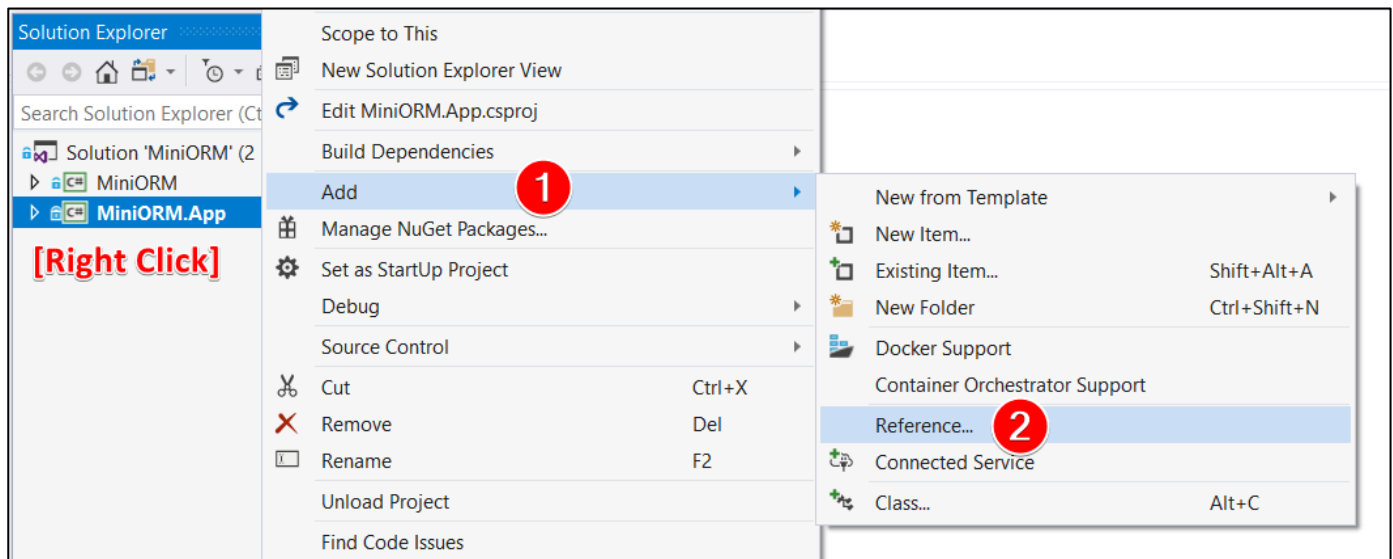 Solution Explorer
Search Solution Explorer (Ct
Solution 'MiniORM' (2
C# MiniORM
C# MiniORM.App
[Right Click]
Scope to This
New Solution Explorer View
Edit MiniORM.App.csproj
Build Dependencies
Add 1
Manage NuGet Packages...
Set as StartUp Project
Debug
Source Control
Cut Ctrl+X
Remove Del
Rename F2
Unload Project
Find Code Issues
New from Template
New Item...
Existing Item... Shift+Alt+A
New Folder Ctrl+Shift+N
Docker Support
Container Orchestrator Support
Reference... 2
Connected Service
Class... Alt+C